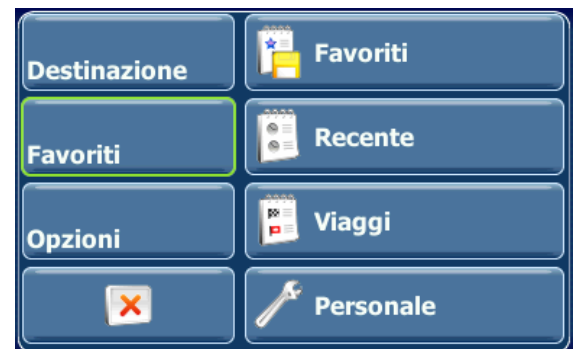 Destinazione
Favoriti
Favoriti
Recente
Opzioni
Viaggi
Personale